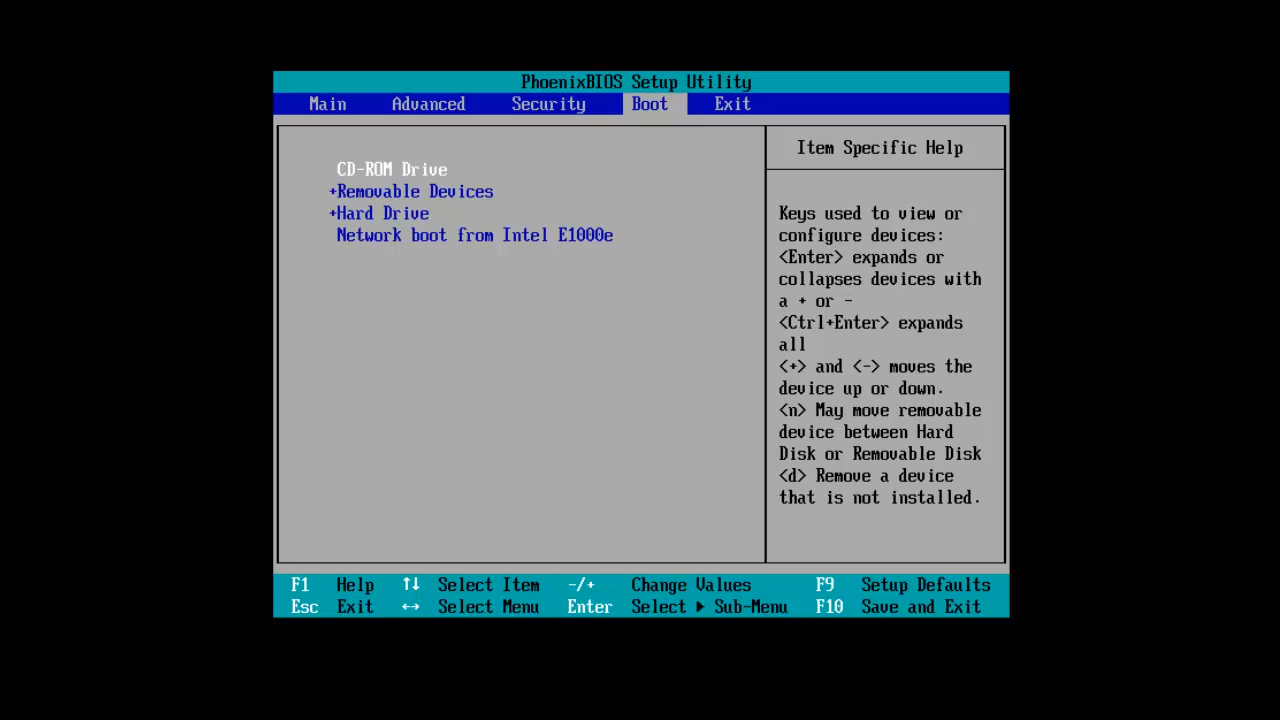 PhoenixBIOS Setup Utility
Main Advanced Security Boot Exit
CD-ROM Drive
+Removable Devices
+Hard Drive
Network boot from Intel E1000e
Item Specific Help
Keys used to view or
configure devices:
<Enter> expands or
collapses devices with
a + or -
<Ctrl+Enter> expands
all
<+> and <-> moves the
device up or down.
<n> May move removable
device between Hard
Disk or Removable Disk
<d> Remove a device
that is not installed.
F1 Help ↑↓ Select Item -/+ Change Values F9 Setup Defaults
Esc Exit ↔ Select Menu Enter Select ▶ Sub-Menu F10 Save and Exit